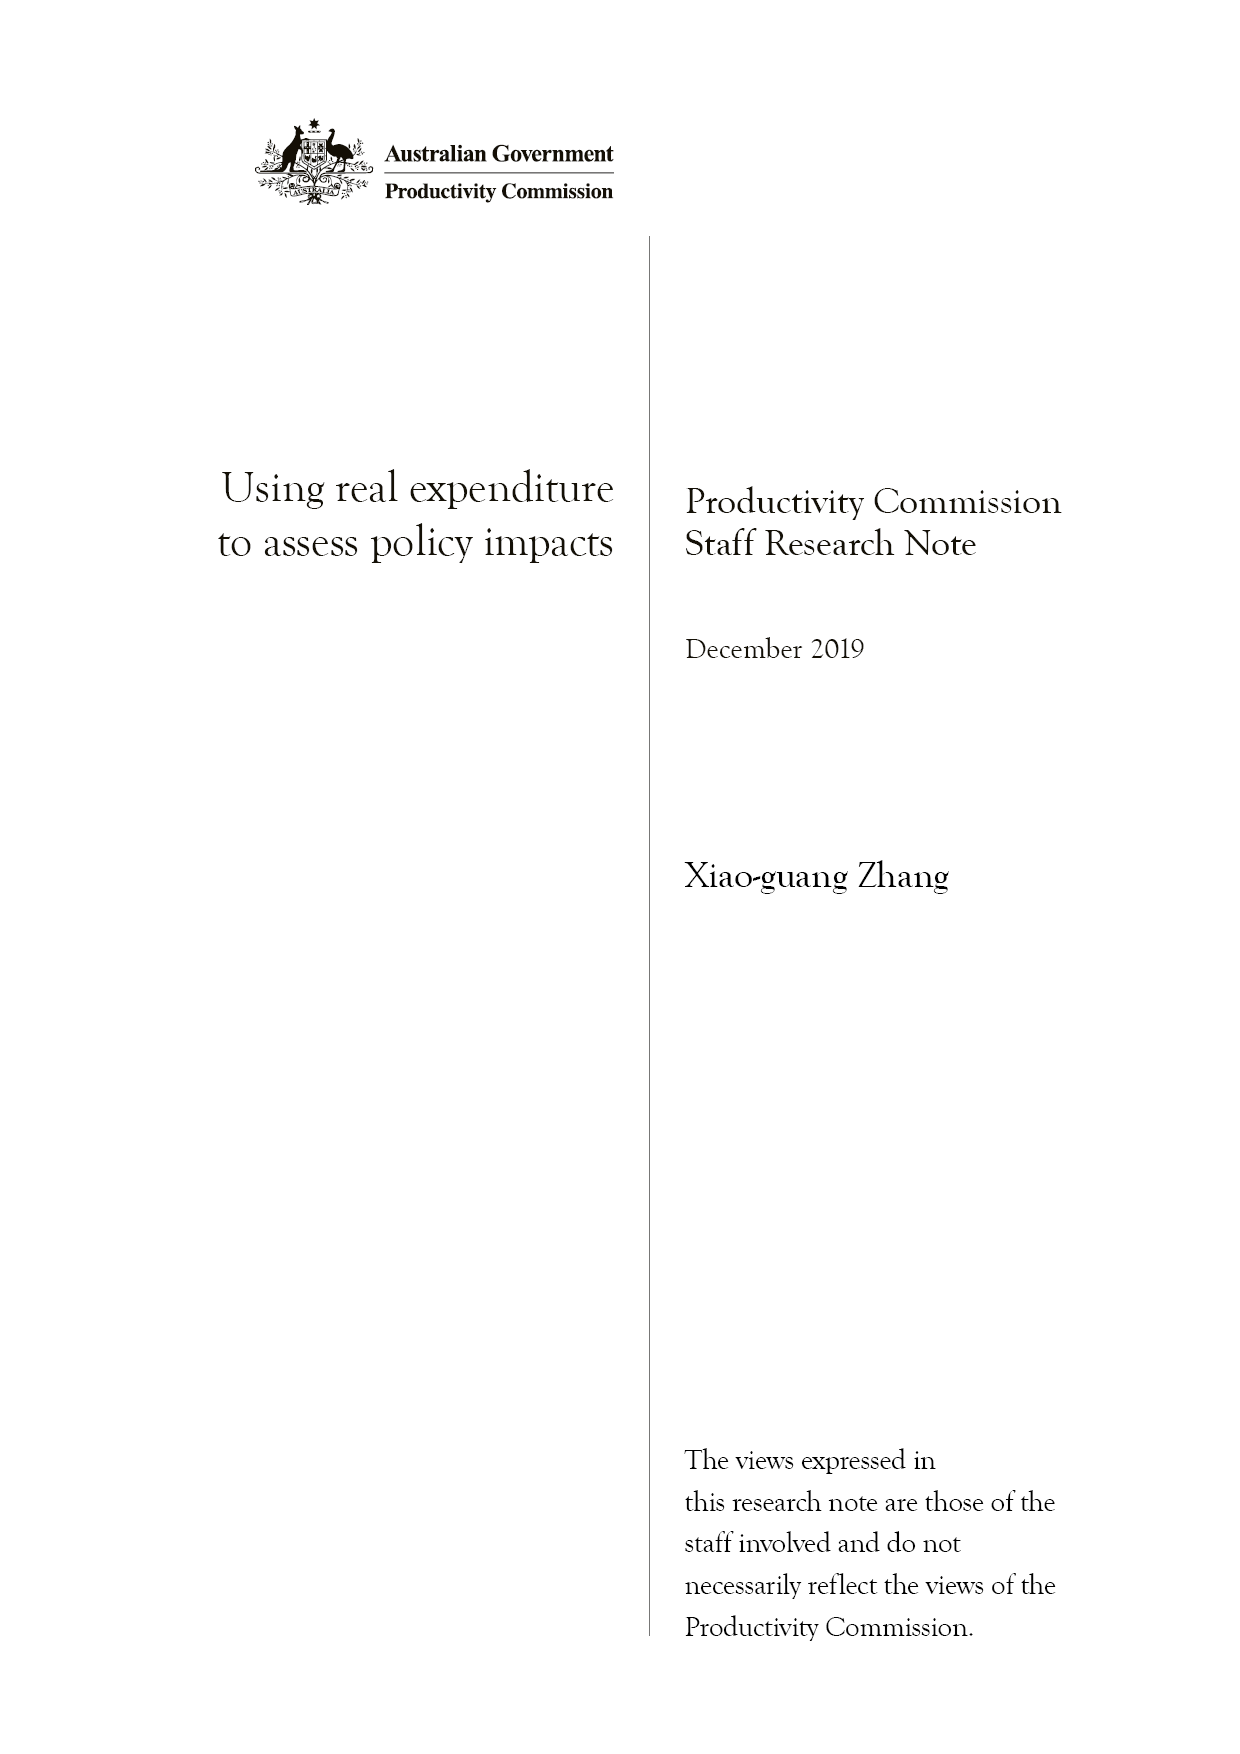 Australian Government
Productivity Commission
Using real expenditure
to assess policy impacts
Productivity Commission
Staff Research Note
December 2019
Xiao-guang Zhang
The views expressed in
this research note are those of the
staff involved and do not
necessarily reflect the views of the
Productivity Commission.
AUSTRALIA